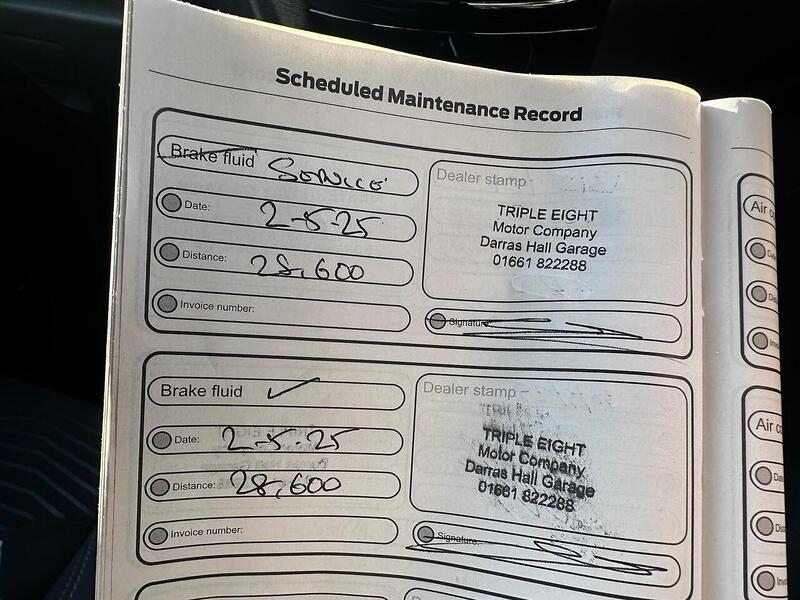 Scheduled Maintenance Record
Brake fluid Service
Date: 2-5-25
Distance: 28,600
Invoice number:
Dealer stamp
TRIPLE EIGHT
Motor Company
Darras Hall Garage
01661 822288
Signature:
Brake fluid ✓
Date: 2-5-25
Distance: 28,600
Invoice number:
Dealer stamp
TRIPLE EIGHT
Motor Company
Darras Hall Garage
01661 822288
Signature:
Air
Air